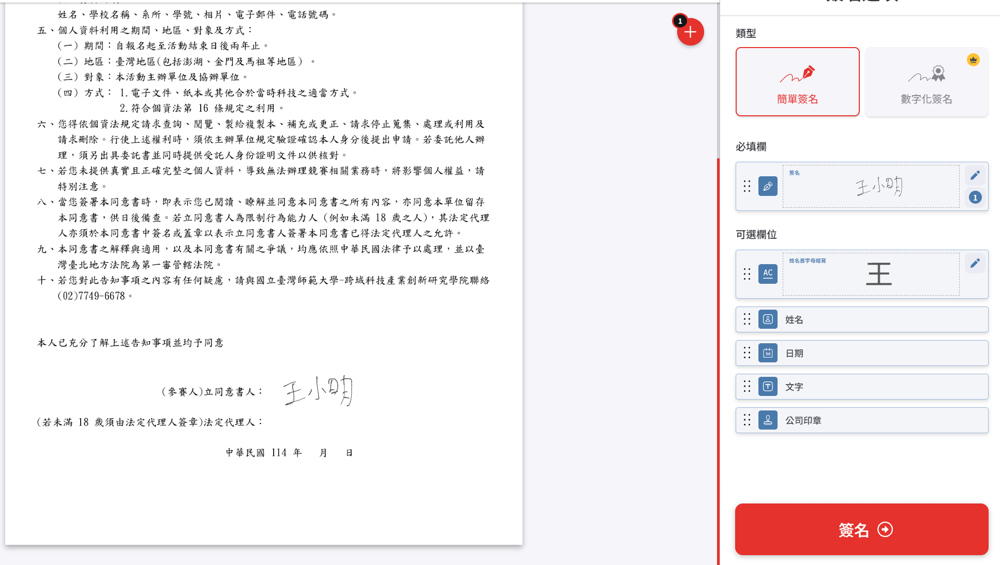 姓名、學校名稱、系所、學號、相片、電子郵件、電話號碼。
五、個人資料利用之期間、地區、對象及方式：
(一) 期間：自報名起至活動結束日後兩年止。
(二) 地區：臺灣地區(包括澎湖、金門及馬祖等地區) 。
(三) 對象：本活動主辦單位及協辦單位。
(四) 方式： 1.電子文件、紙本或其他合於當時科技之適當方式。
2.符合個資法第 16 條規定之利用。
六、您得依個資法規定請求查詢、閱覽、製給複製本、補充或更正、請求停止蒐集、處理或利用及
請求刪除。行使上述權利時，須依主辦單位規定驗證確認本人身分後提出申請。若委託他人辦
理，須另出具委託書並同時提供受託人身份證明文件以供核對。
七、若您未提供真實且正確完整之個人資料，導致無法辦理競賽相關業務時，將影響個人權益，請
特別注意。
八、當您簽署本同意書時，即表示您已閱讀、瞭解並同意本同意書之所有內容，亦同意本單位留存
本同意書，供日後備查。若立同意書人為限制行為能力人 (例如未滿 18 歲之人)，其法定代理
人亦須於本同意書中簽名或蓋章以表示立同意書人簽署本同意書已得法定代理人之允許。
九、本同意書之解釋與適用，以及本同意書有關之爭議，均應依照中華民國法律予以處理，並以臺
灣臺北地方法院為第一審管轄法院。
十、若您對此告知事項之內容有任何疑慮，請與國立臺灣師範大學-跨域科技產業創新研究學院聯絡
(02)7749-6678。
本人已充分了解上述告知事項並均予同意
(參賽人)立同意書人： 王小明
(若未滿 18 歲須由法定代理人簽章)法定代理人：
中華民國 114 年 月 日
1
類型
簡單簽名
數字化簽名
必填欄
簽名
王小明
1
可選欄位
AC
姓名首字母縮寫
王
姓名
30
日期
T
文字
公司印章
簽名